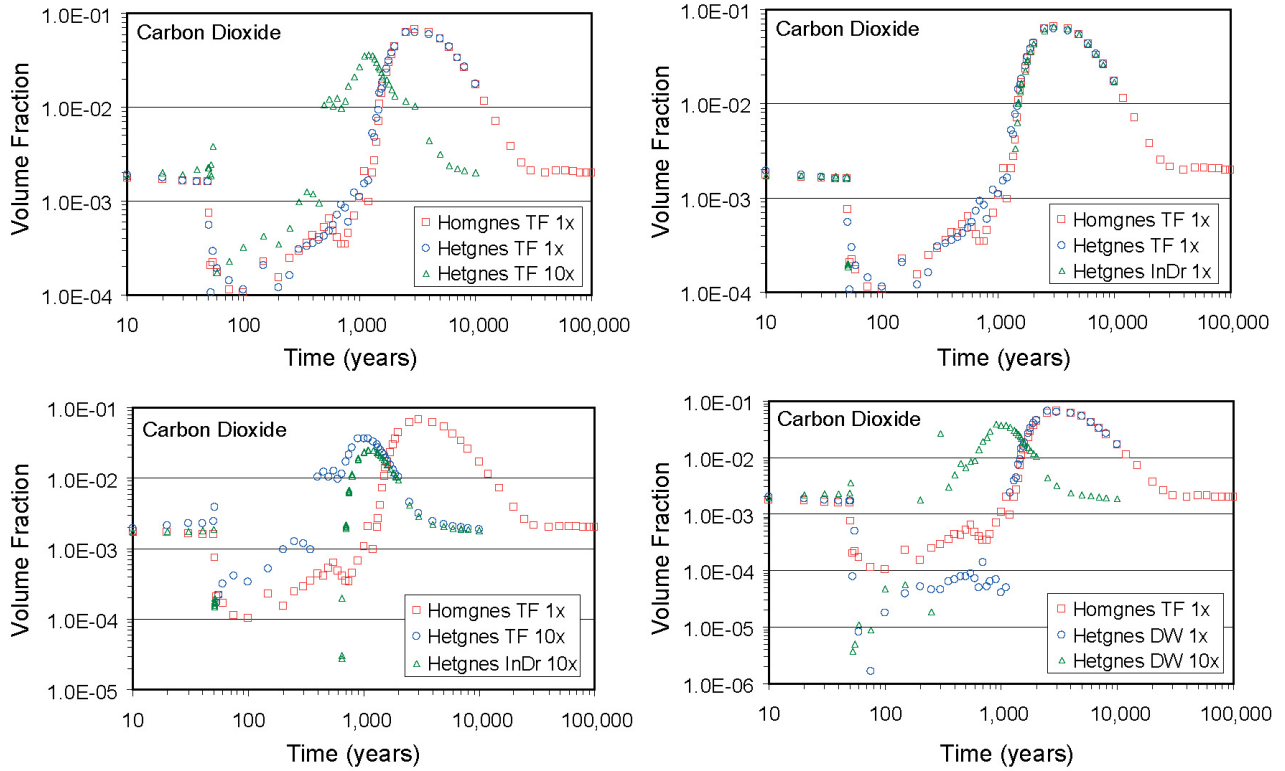 Carbon Dioxide
Volume Fraction
1.0E-01
1.0E-02
1.0E-03
1.0E-04
10
100
1,000
10,000
100,000
Time (years)
Homgnes TF 1x
Hetgnes TF 1x
Hetgnes TF 10x
Carbon Dioxide
Volume Fraction
1.0E-01
1.0E-02
1.0E-03
1.0E-04
10
100
1,000
10,000
100,000
Time (years)
Homgnes TF 1x
Hetgnes TF 1x
Hetgnes InDr 1x
Carbon Dioxide
Volume Fraction
1.0E-01
1.0E-02
1.0E-03
1.0E-04
1.0E-05
10
100
1,000
10,000
100,000
Time (years)
Homgnes TF 1x
Hetgnes TF 10x
Hetgnes InDr 10x
Carbon Dioxide
Volume Fraction
1.0E-01
1.0E-02
1.0E-03
1.0E-04
1.0E-05
1.0E-06
10
100
1,000
10,000
100,000
Time (years)
Homgnes TF 1x
Hetgnes DW 1x
Hetgnes DW 10x